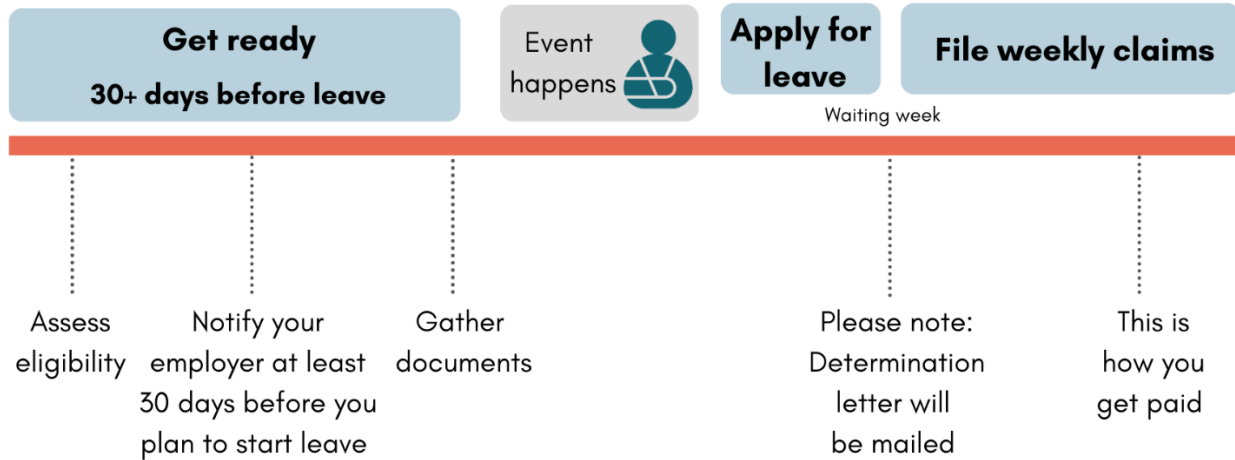 Get ready
30+ days before leave
Event
happens
Apply for
leave
File weekly claims
Waiting week
Assess
eligibility
Notify your
employer at least
30 days before you
plan to start leave
Gather
documents
Please note:
Determination
letter will
be mailed
This is
how you
get paid